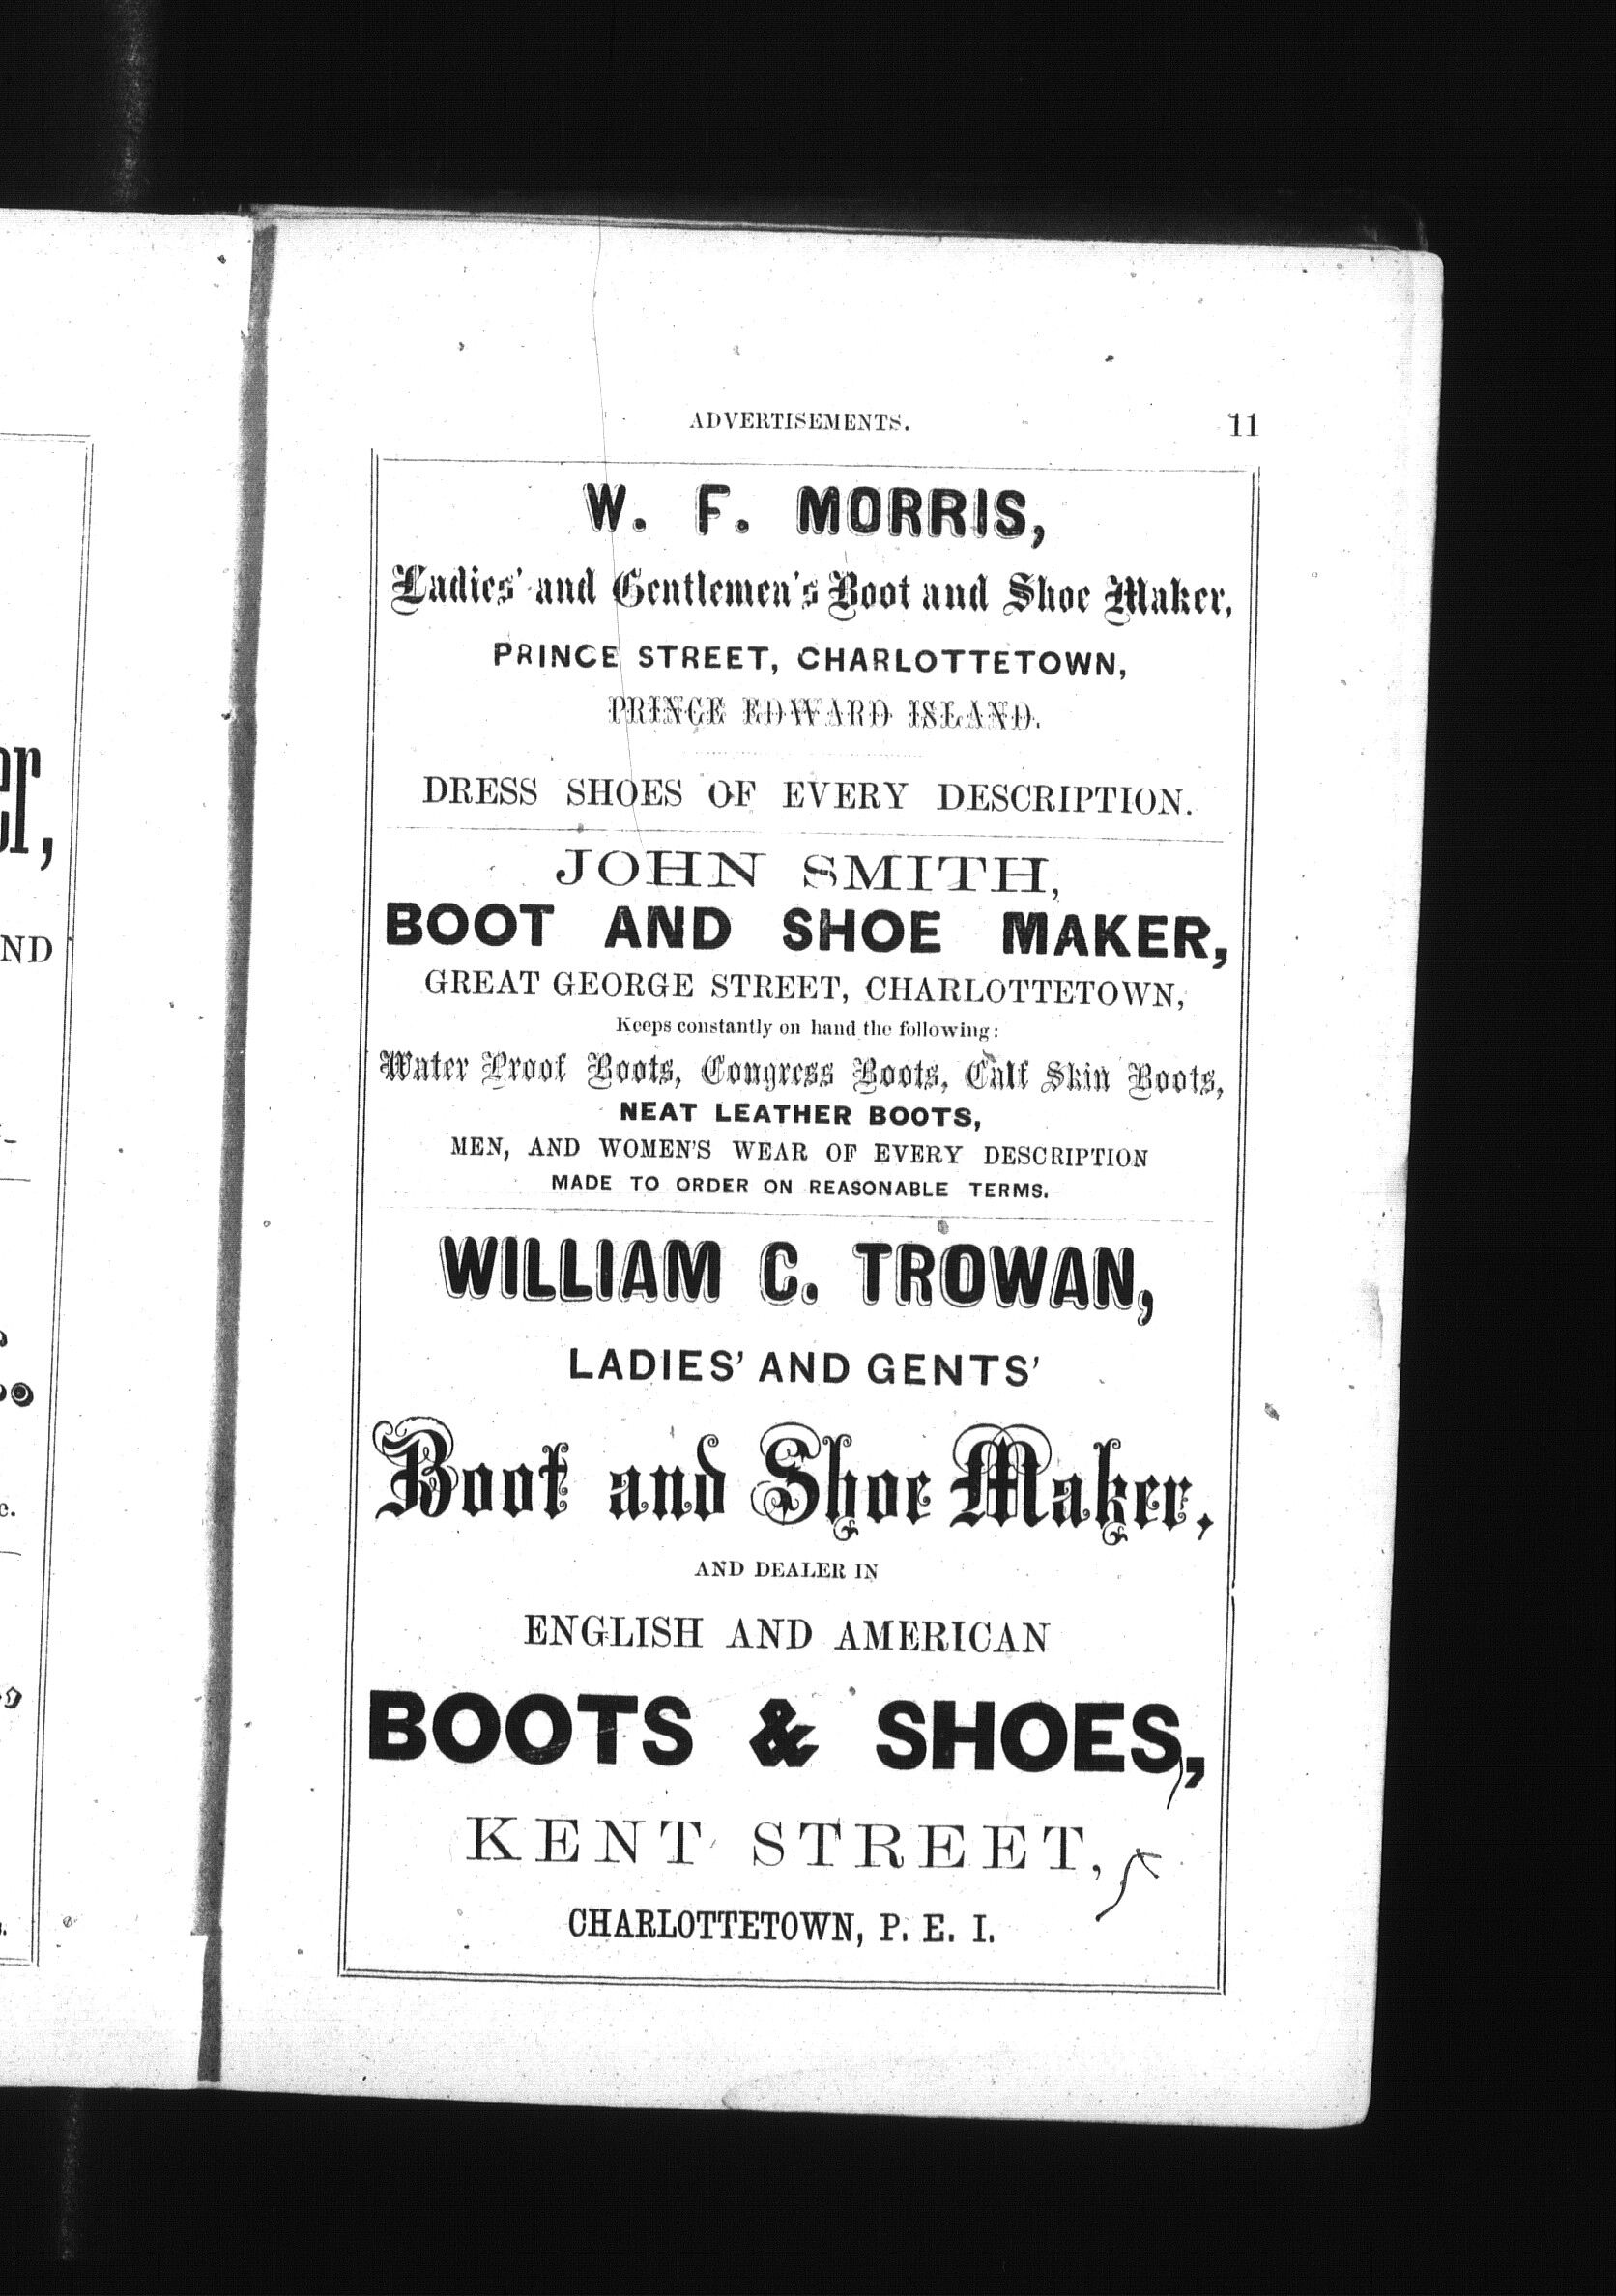 ADVERTISEMENTS. 11
W. F. MORRIS,
Ladies' and Gentlemen's Boot and Shoe Maker,
PRINCE STREET, CHARLOTTETOWN,
PRINCE EDWARD ISLAND.
DRESS SHOES OF EVERY DESCRIPTION.
JOHN SMITH,
BOOT AND SHOE MAKER,
GREAT GEORGE STREET, CHARLOTTETOWN,
Keeps constantly on hand the following:
Water Proof Boots, Congress Boots, Calf Skin Boots,
NEAT LEATHER BOOTS,
MEN, AND WOMEN'S WEAR OF EVERY DESCRIPTION
MADE TO ORDER ON REASONABLE TERMS.
WILLIAM C. TROWAN,
LADIES' AND GENTS'
Boot and Shoe Maker,
AND DEALER IN
ENGLISH AND AMERICAN
BOOTS & SHOES,
KENT STREET,
CHARLOTTETOWN, P. E. I.